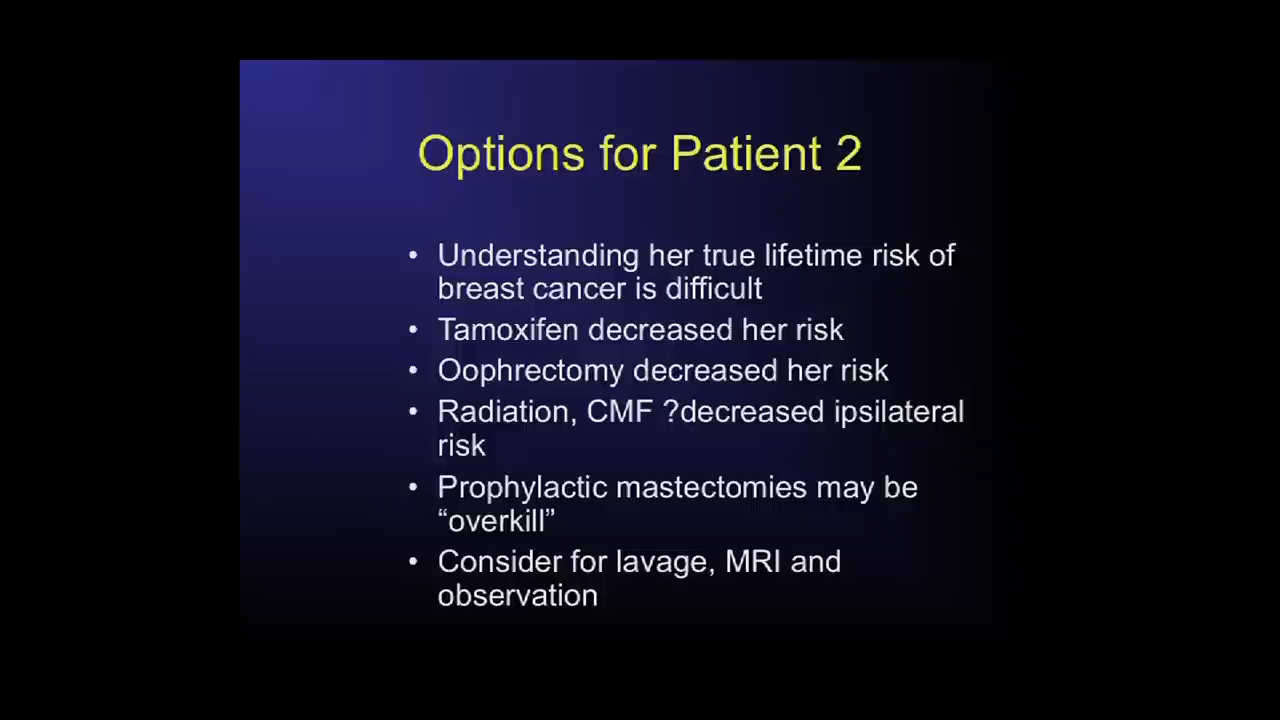 Options for Patient 2
• Understanding her true lifetime risk of
breast cancer is difficult
• Tamoxifen decreased her risk
• Oophrectomy decreased her risk
• Radiation, CMF ?decreased ipsilateral
risk
• Prophylactic mastectomies may be
“overkill”
• Consider for lavage, MRI and
observation